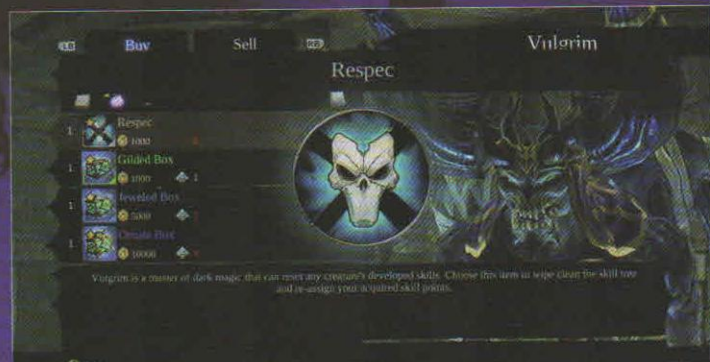 LB Buy Sell RB Vulgrim
Respec
1 Respec
1000
1 Gilded Box
1000 1
1 Jeweled Box
5000
1 Ornate Box
10000
Vulgrim is a master of dark magic that can reset any creature's developed skills. Choose this item to wipe clean the skill tree
and re-assign your acquired skill points.